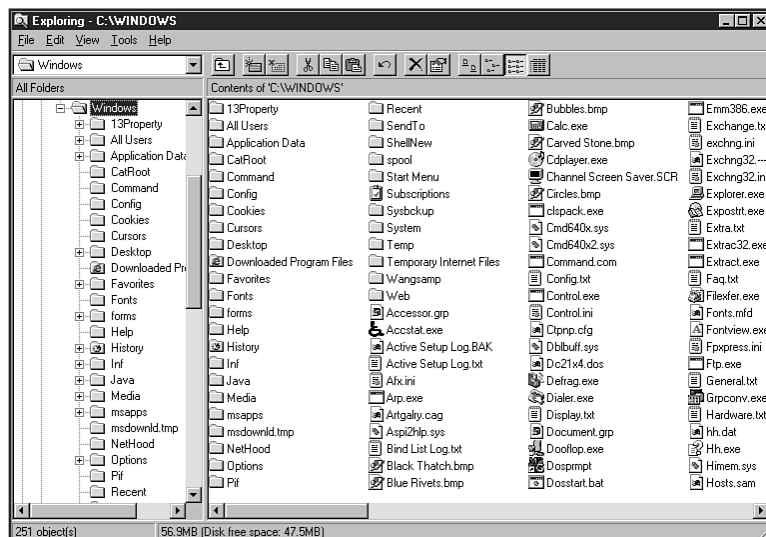 Exploring - C:\WINDOWS
File Edit View Tools Help
Windows
All Folders
Contents of 'C:\WINDOWS'
Windows
13Property
All Users
Application Data
CatRoot
Command
Config
Cookies
Cursors
Desktop
Downloaded Pr
Favorites
Fonts
forms
Help
History
Inf
Java
Media
msapps
msdownld.tmp
NetHood
Options
Pif
Recent
13Property
All Users
Application Data
CatRoot
Command
Config
Cookies
Cursors
Desktop
Downloaded Program Files
Favorites
Fonts
forms
Help
History
Inf
Java
Media
msapps
msdownld.tmp
NetHood
Options
Pif
Recent
SendTo
ShellNew
spool
Start Menu
Subscriptions
Sysbckup
System
Temp
Temporary Internet Files
Wangsamp
Web
Accessor.grp
Accstat.exe
Active Setup Log.BAK
Active Setup Log.txt
Afx.ini
Arp.exe
Artgalry.cag
Aspi2hlp.sys
Bind List Log.txt
Black Thatch.bmp
Blue Rivets.bmp
Bubbles.bmp
Calc.exe
Carved Stone.bmp
Cdplayer.exe
Channel Screen Saver.SCR
Circles.bmp
clspack.exe
Cmd640x.sys
Cmd640x2.sys
Command.com
Config.txt
Control.exe
Control.ini
Ctpnp.cfg
Dblbuff.sys
Dc21x4.dos
Defrag.exe
Dialer.exe
Display.txt
Document.grp
Dooflop.exe
Dosprmpt
Dosstart.bat
Emm386.exe
Exchange.tx
exchng.ini
Exchng32.---
Exchng32.in
Explorer.exe
Expostrt.exe
Extra.txt
Extrac32.exe
Extract.exe
Faq.txt
Filexfer.exe
Fonts.mfd
Fontview.exe
Fpxpress.ini
Ftp.exe
General.txt
Grpconv.exe
Hardware.txt
hh.dat
Hh.exe
Himem.sys
Hosts.sam
251 object(s)
56.9MB (Disk free space: 47.5MB)